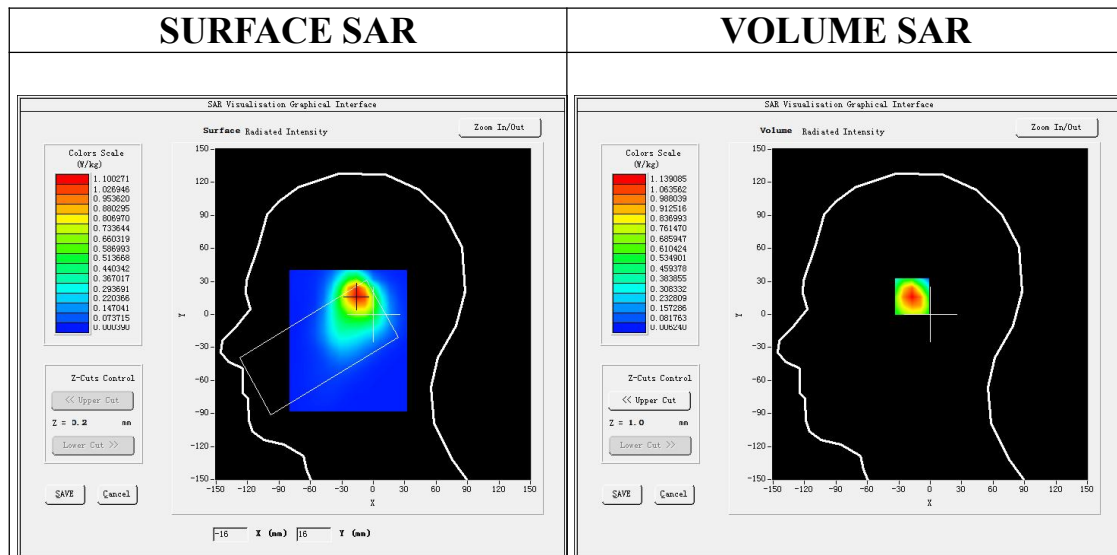 SURFACE SAR
VOLUME SAR
SAR Visualisation Graphical Interface
Surface Radiated Intensity
Zoom In/Out
Colors Scale
(W/kg)
1.100271
1.026946
0.953620
0.880295
0.806970
0.733644
0.660319
0.586993
0.513668
0.440342
0.367017
0.293691
0.220366
0.147041
0.073715
0.000390
Z-Cuts Control
<< Upper Cut
Z = 0.2 mm
Lower Cut >>
SAVE Cancel
150
120
90
60
30
0
-30
-60
-90
-120
-150
Y
-150 -120 -90 -60 -30 0 30 60 90 120 150
X
-16 X (mm) 16 Y (mm)
SAR Visualisation Graphical Interface
Volume Radiated Intensity
Zoom In/Out
Colors Scale
(W/kg)
1.139085
1.063562
0.988039
0.912516
0.836993
0.761470
0.685947
0.610424
0.534901
0.459378
0.383855
0.308332
0.232809
0.157286
0.081763
0.006240
Z-Cuts Control
<< Upper Cut
Z = 1.0 mm
Lower Cut >>
SAVE Cancel
150
120
90
60
30
0
-30
-60
-90
-120
-150
Y
-150 -120 -90 -60 -30 0 30 60 90 120 150
X